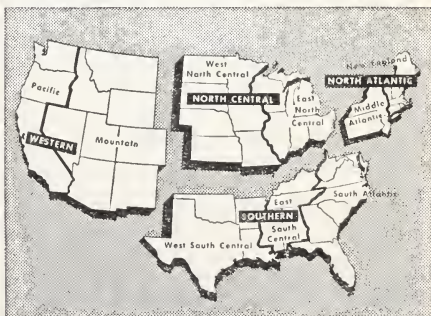 Pacific
WESTERN
Mountain
West
North Central
NORTH CENTRAL
East
North
Central
New England
NORTH ATLANTIC
Middle
Atlantic
East
SOUTHERN
South
Central
West South Central
South Atlantic